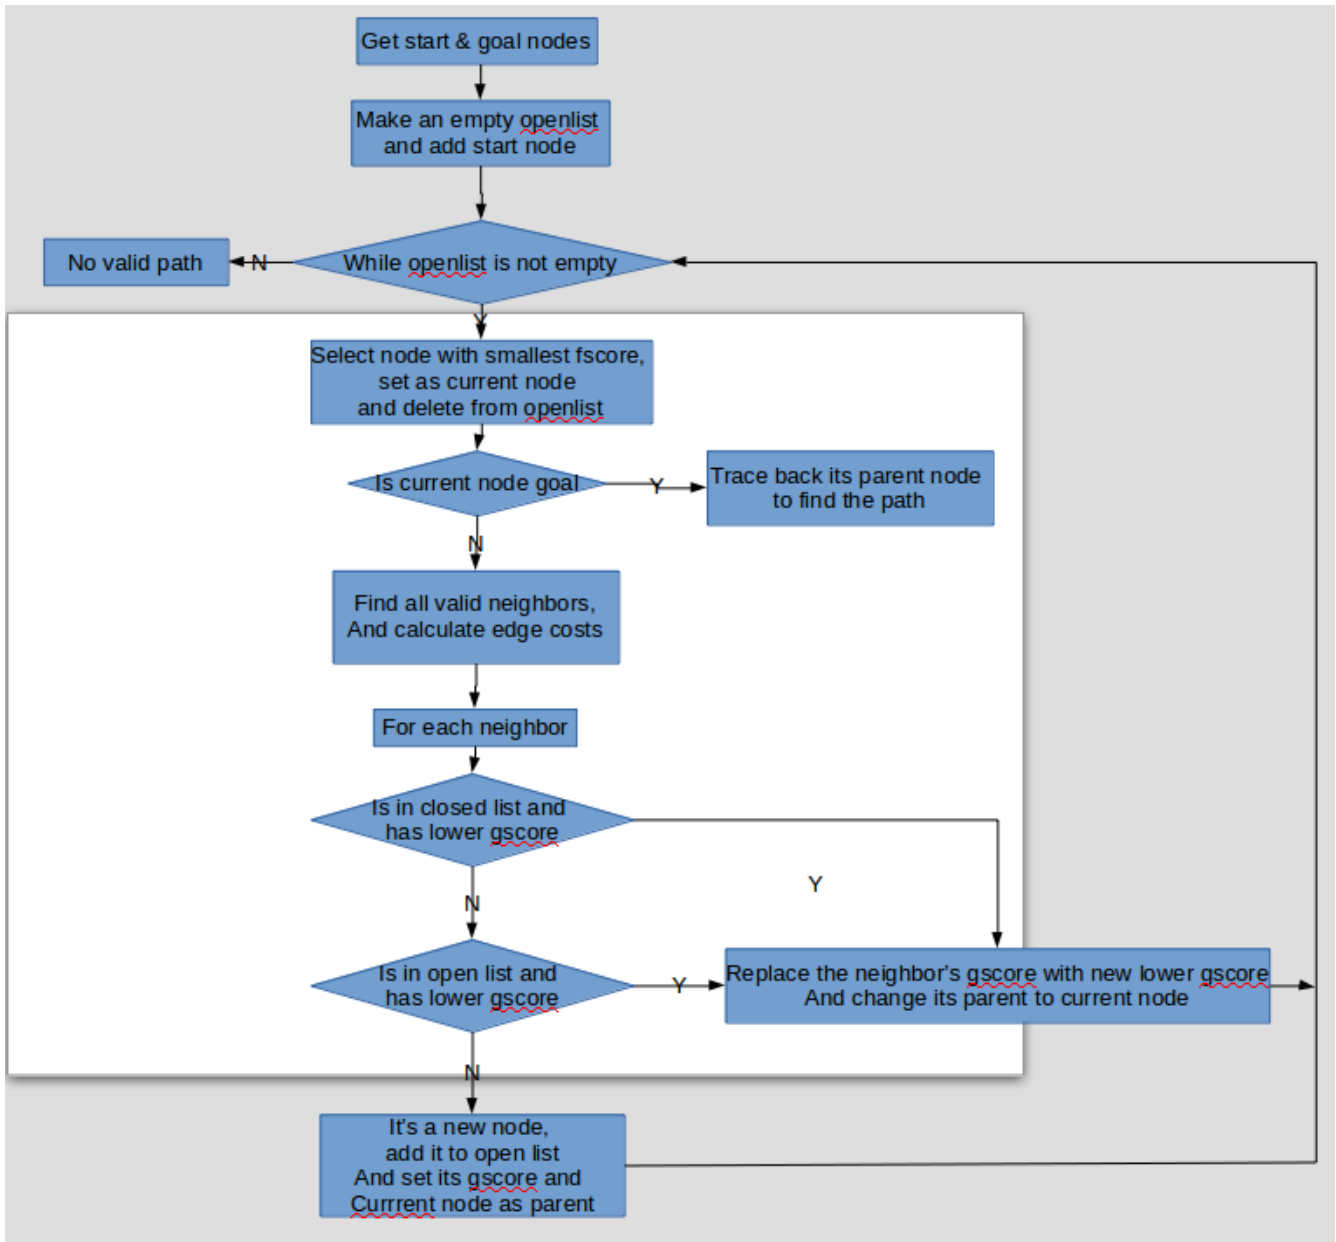 Get start & goal nodes
Make an empty openlist
and add start node
No valid path
N
While openlist is not empty
Y
Select node with smallest fscore,
set as current node
and delete from openlist
Is current node goal
Y
Trace back its parent node
to find the path
N
Find all valid neighbors,
And calculate edge costs
For each neighbor
Is in closed list and
has lower gscore
Y
N
Is in open list and
has lower gscore
Y
Replace the neighbor's gscore with new lower gscore
And change its parent to current node
N
It's a new node,
add it to open list
And set its gscore and
Currrent node as parent